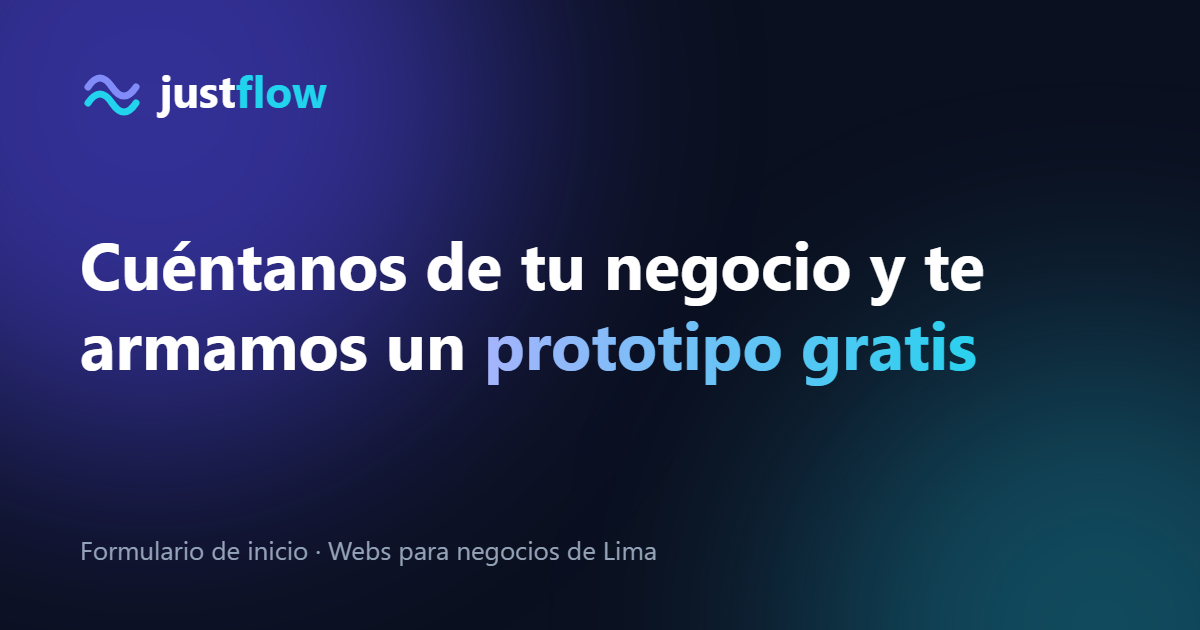 justflow
Cuéntanos de tu negocio y te
armamos un prototipo gratis
Formulario de inicio · Webs para negocios de Lima